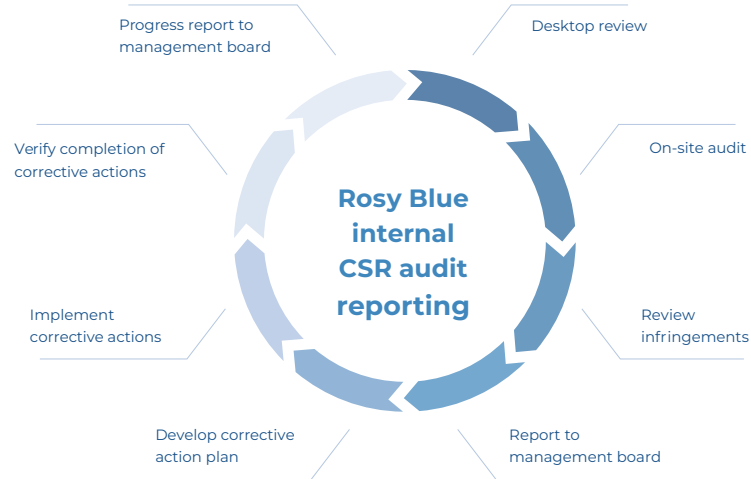 Progress report to
management board
Desktop review
Verify completion of
corrective actions
On-site audit
Rosy Blue
internal
CSR audit
reporting
Implement
corrective actions
Review
infringements
Develop corrective
action plan
Report to
management board